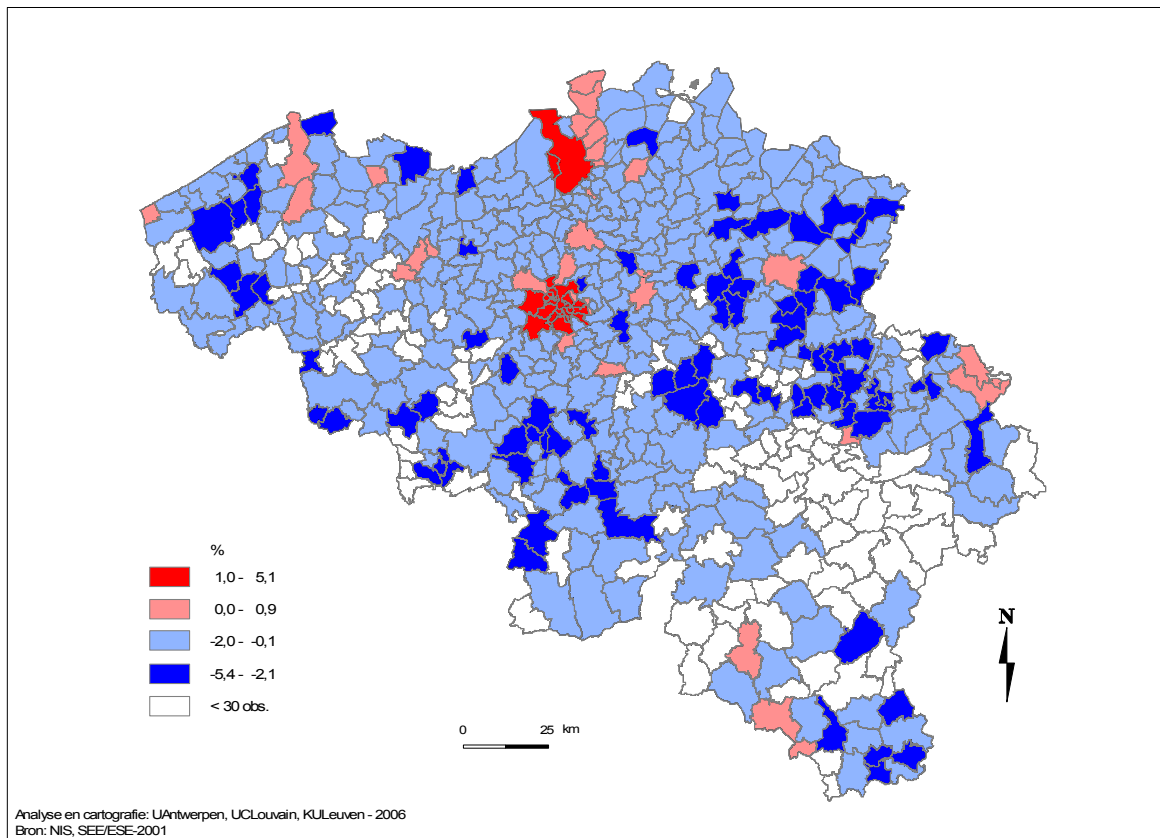 %
1,0 - 5,1
0,0 - 0,9
-2,0 - -0,1
-5,4 - -2,1
< 30 obs.
N
0 25 km
Analyse en cartografie: UAntwerpen, UCLouvain, KULeuven - 2006
Bron: NIS, SEE/ESE-2001